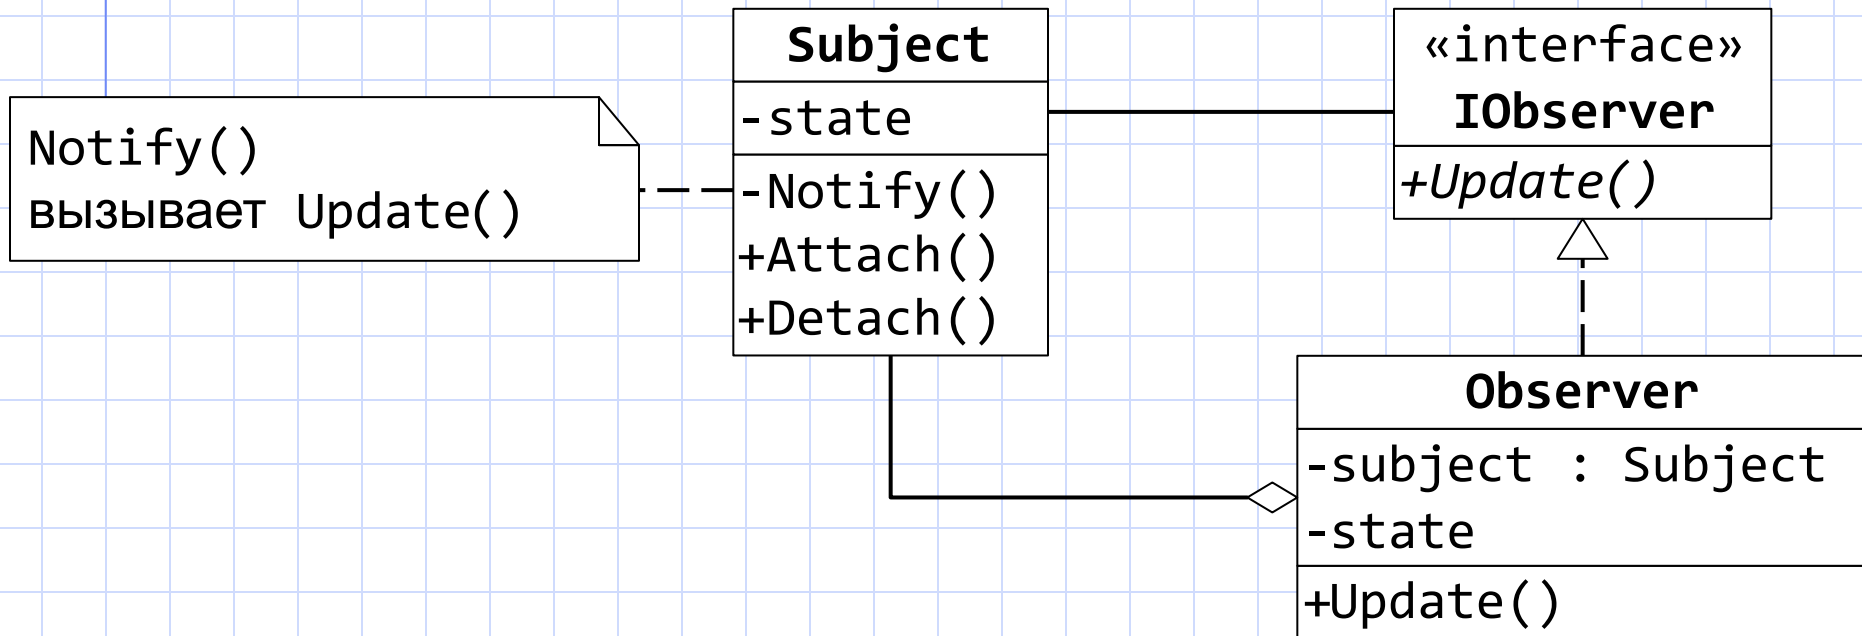 Notify()
вызывает Update()
Subject
-state
-Notify()
+Attach()
+Detach()
«interface»
IObserver
+Update()
Observer
-subject : Subject
-state
+Update()